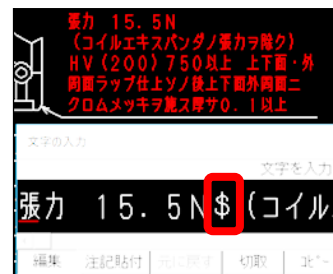 張力 15.5N
(コイルエキスパンダノ張力ヲ除ク)
HV(200)750以上 上下面・外
周面ラップ仕上ソノ後上下面外周面ニ
クロムメッキヲ施ス厚サ0.1以上
文字の入力
文字を入力
張力 15.5N$(コイル
編集 注記貼付 元に戻す 切取 コピー